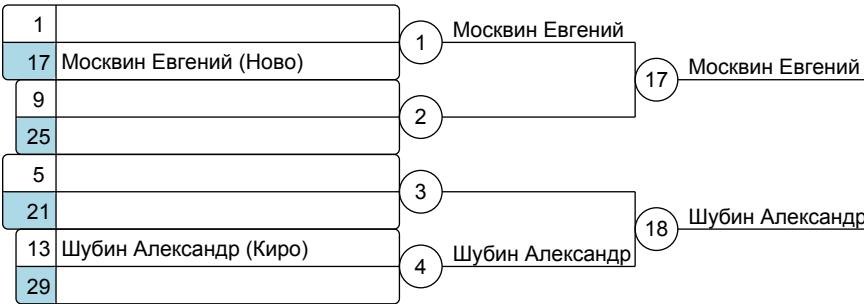 1
17 Москвин Евгений (Ново)
1
Москвин Евгений
9
25
2
17
Москвин Евгений
5
21
3
13 Шубин Александр (Киро)
29
4
Шубин Александр
18
Шубин Александр